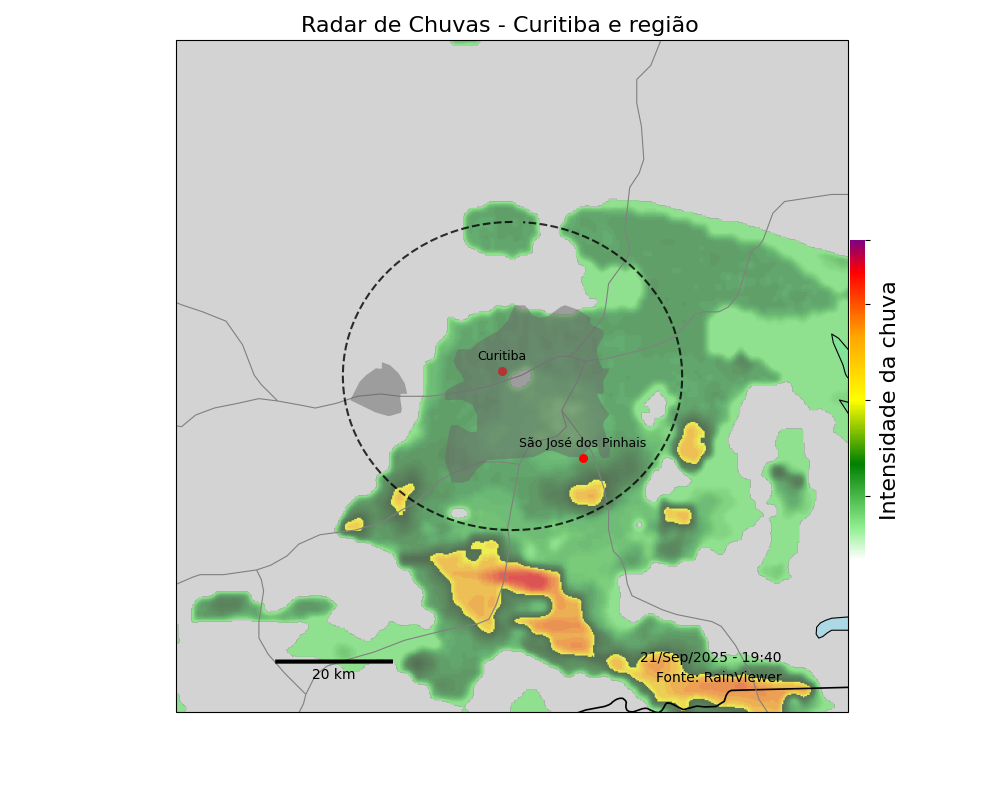 Radar de Chuvas - Curitiba e região
Curitiba
São José dos Pinhais
Intensidade da chuva
21/Sep/2025 - 19:40
Fonte: RainViewer
20 km